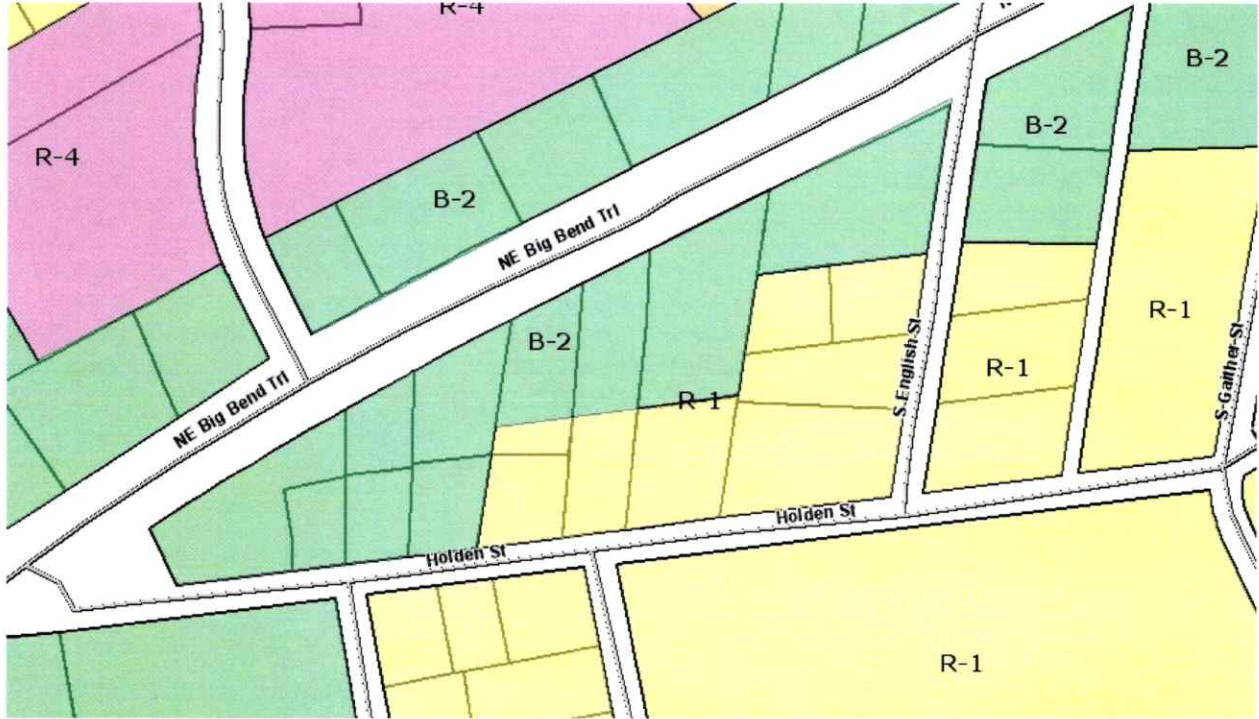 R-4
B-2
R-4
B-2
B-2
NE Big Bend Trl
R-1
B-2
S English St
R-1
S Gaither St
NE Big Bend Trl
R-1
Holden St
Holden St
R-1